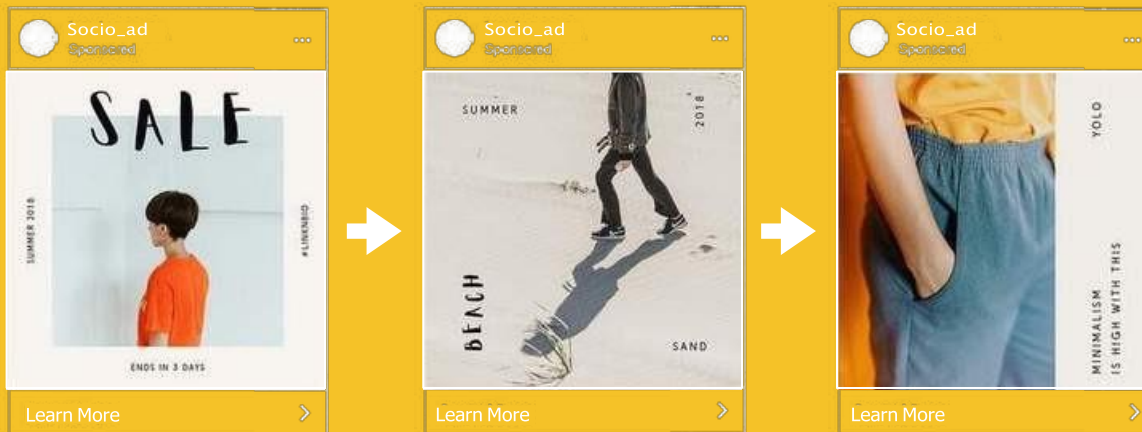 Socio_ad
Sponsored
SALE
SUMMER 2018
#LINKNBIO
ENDS IN 3 DAYS
Learn More
Socio_ad
Sponsored
SUMMER
2018
BEACH
SAND
Learn More
Socio_ad
Sponsored
YOLO
MINIMALISM
IS HIGH WITH THIS
Learn More